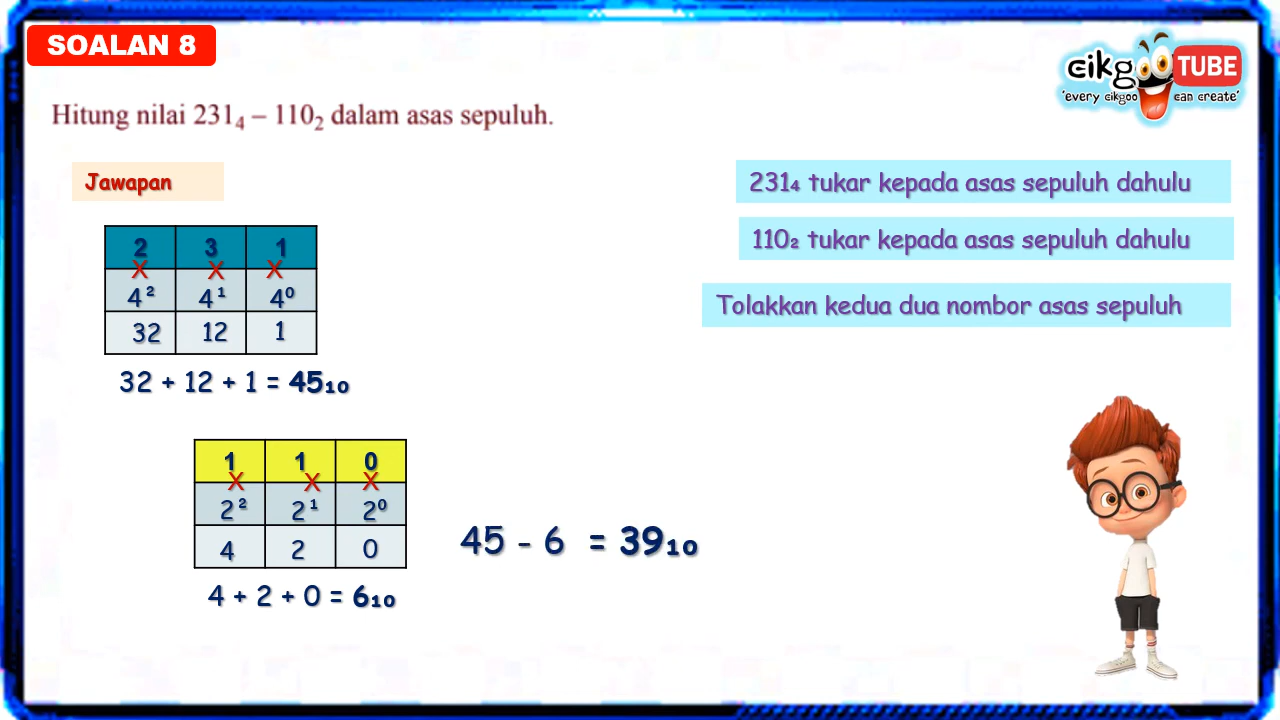 SOALAN 8
cikgoo TUBE
'every cikgoo can create'
Hitung nilai 231₄ – 110₂ dalam asas sepuluh.
Jawapan
231₄ tukar kepada asas sepuluh dahulu
110₂ tukar kepada asas sepuluh dahulu
Tolakkan kedua dua nombor asas sepuluh
2 3 1
X X X
4² 4¹ 4⁰
32 12 1
32 + 12 + 1 = 45₁₀
1 1 0
X X X
2² 2¹ 2⁰
4 2 0
4 + 2 + 0 = 6₁₀
45 - 6 = 39₁₀